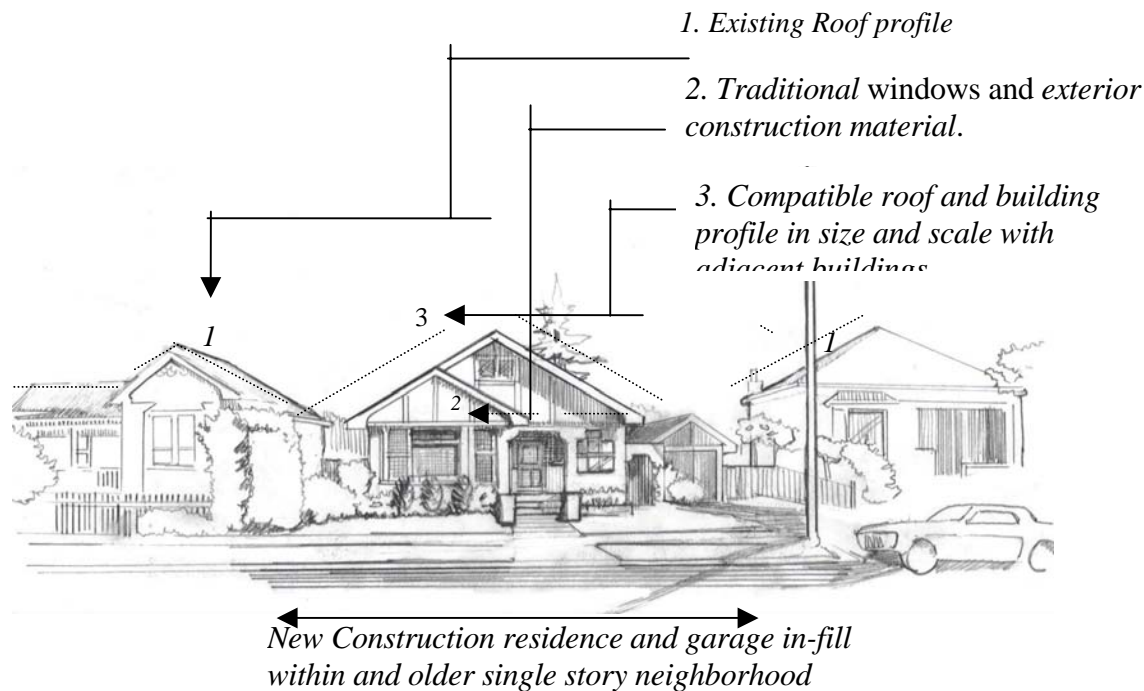 1. Existing Roof profile
2. Traditional windows and exterior
construction material.
3. Compatible roof and building
profile in size and scale with
adjacent buildings
1
3
1
2
New Construction residence and garage in-fill
within and older single story neighborhood